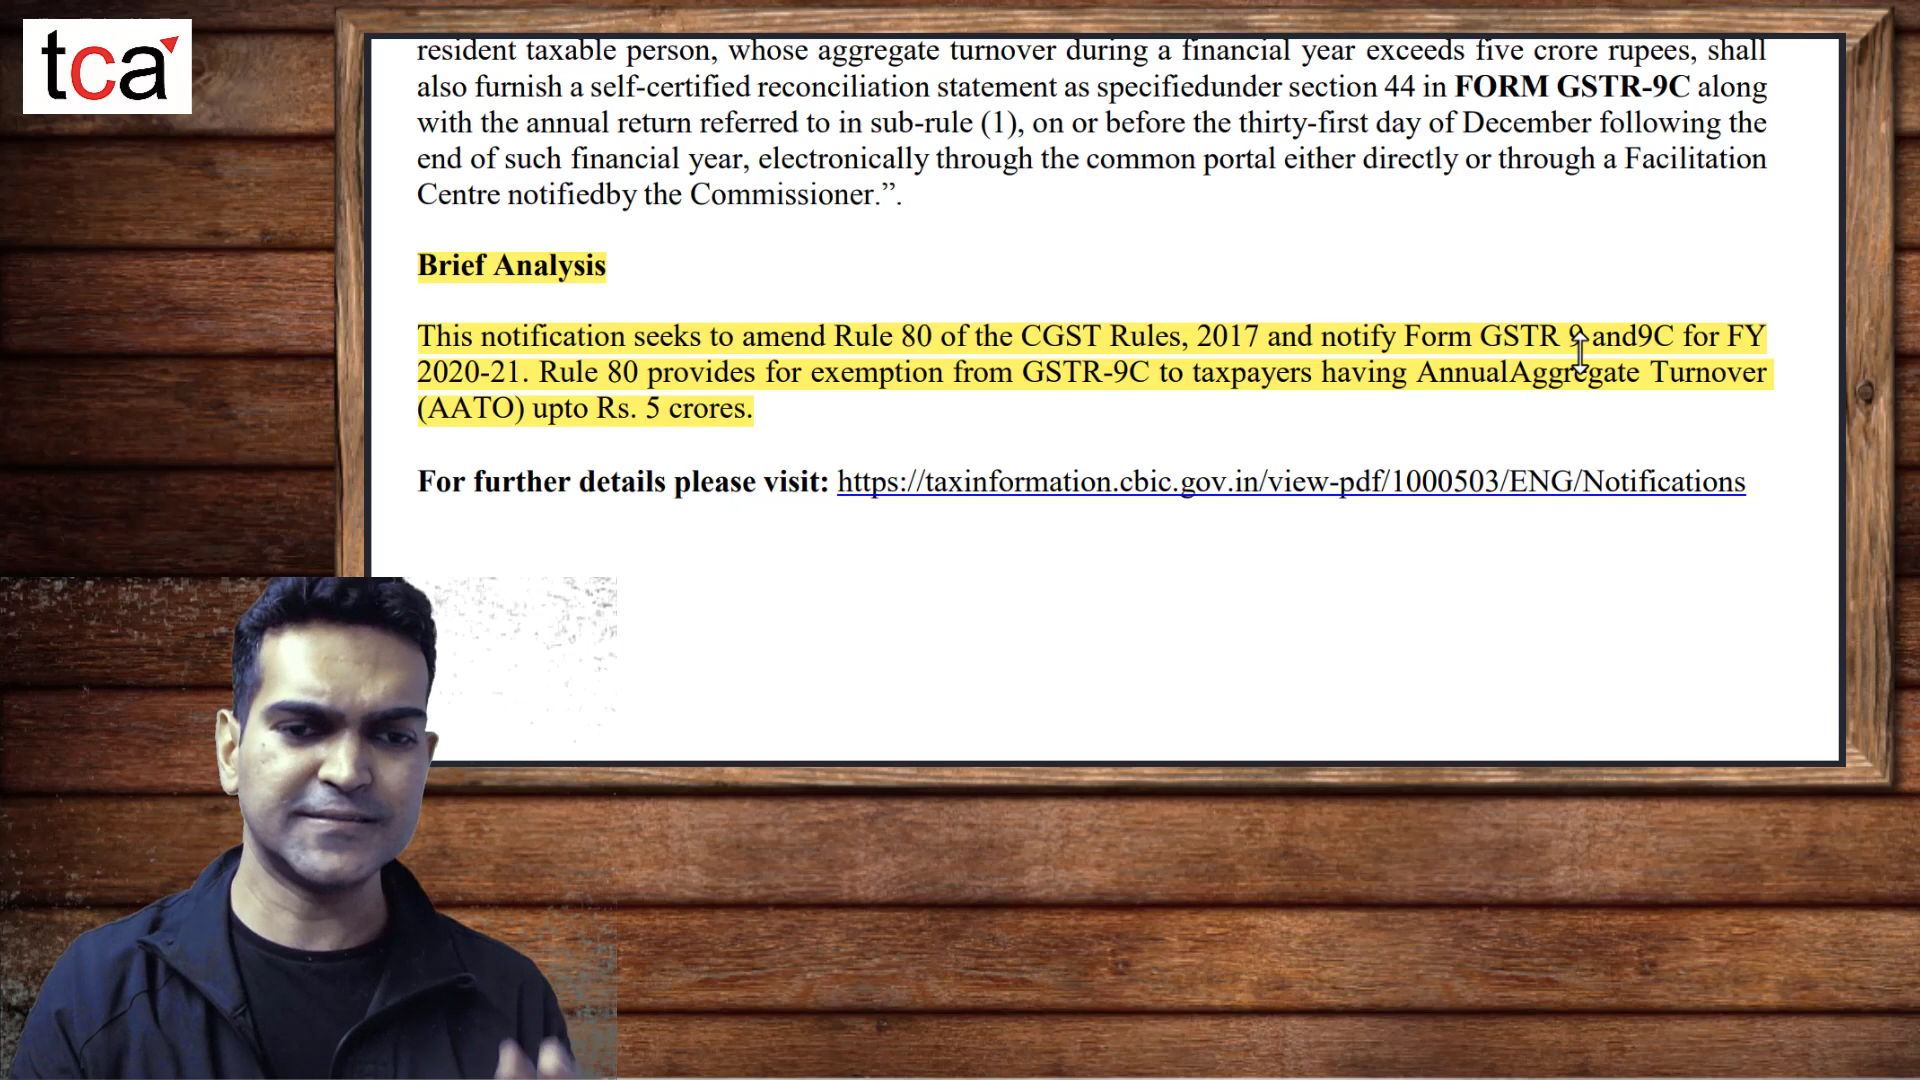 tca
resident taxable person, whose aggregate turnover during a financial year exceeds five crore rupees, shall
also furnish a self-certified reconciliation statement as specifiedunder section 44 in FORM GSTR-9C along
with the annual return referred to in sub-rule (1), on or before the thirty-first day of December following the
end of such financial year, electronically through the common portal either directly or through a Facilitation
Centre notifiedby the Commissioner.”.
Brief Analysis
This notification seeks to amend Rule 80 of the CGST Rules, 2017 and notify Form GSTR 9 and9C for FY
2020-21. Rule 80 provides for exemption from GSTR-9C to taxpayers having AnnualAggregate Turnover
(AATO) upto Rs. 5 crores.
For further details please visit: https://taxinformation.cbic.gov.in/view-pdf/1000503/ENG/Notifications